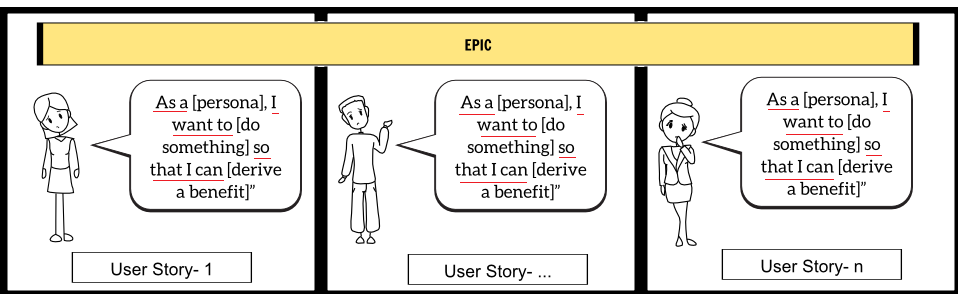 EPIC
As a [persona], I
want to [do
something] so
that I can [derive
a benefit]”
User Story- 1
As a [persona], I
want to [do
something] so
that I can [derive
a benefit]”
User Story- ...
As a [persona], I
want to [do
something] so
that I can [derive
a benefit]”
User Story- n